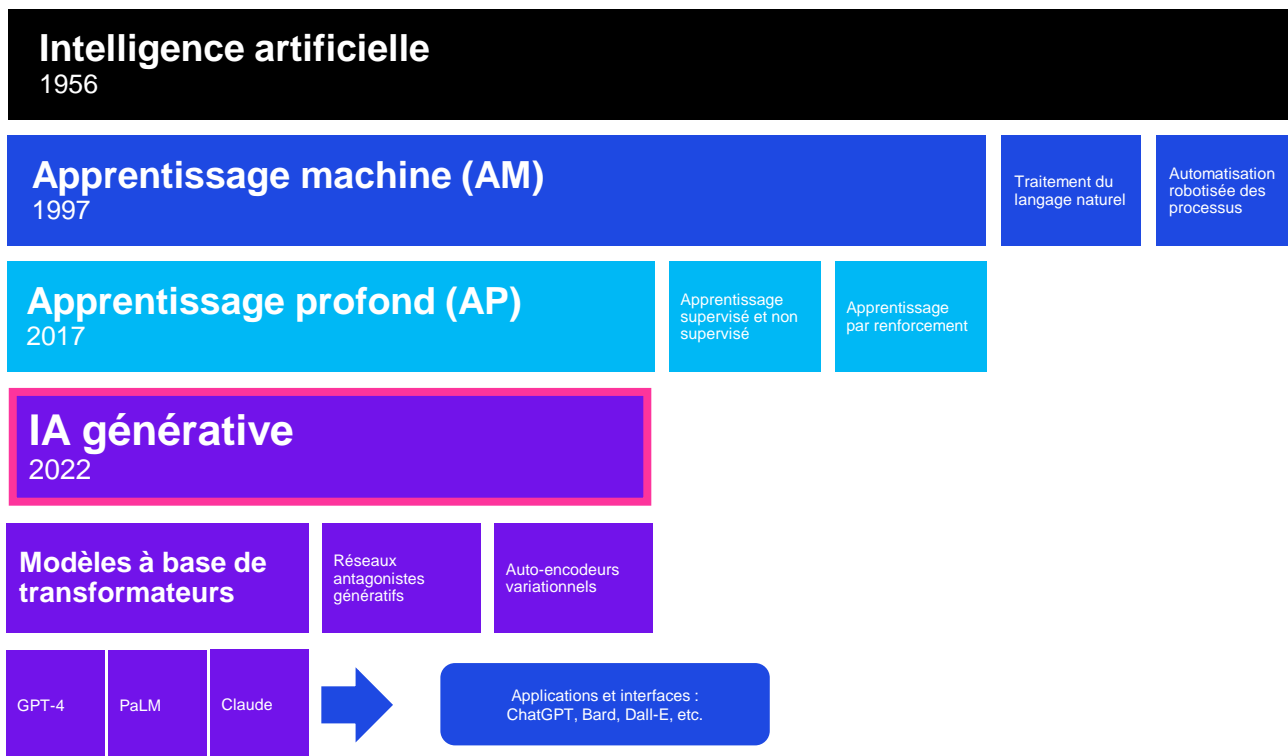 Intelligence artificielle
1956
Apprentissage machine (AM)
1997
Traitement du
langage naturel
Automatisation
robotisée des
processus
Apprentissage profond (AP)
2017
Apprentissage
supervisé et non
supervisé
Apprentissage
par renforcement
IA générative
2022
Modèles à base de
transformateurs
Réseaux
antagonistes
génératifs
Auto-encodeurs
variationnels
GPT-4
PaLM
Claude
Applications et interfaces :
ChatGPT, Bard, Dall-E, etc.